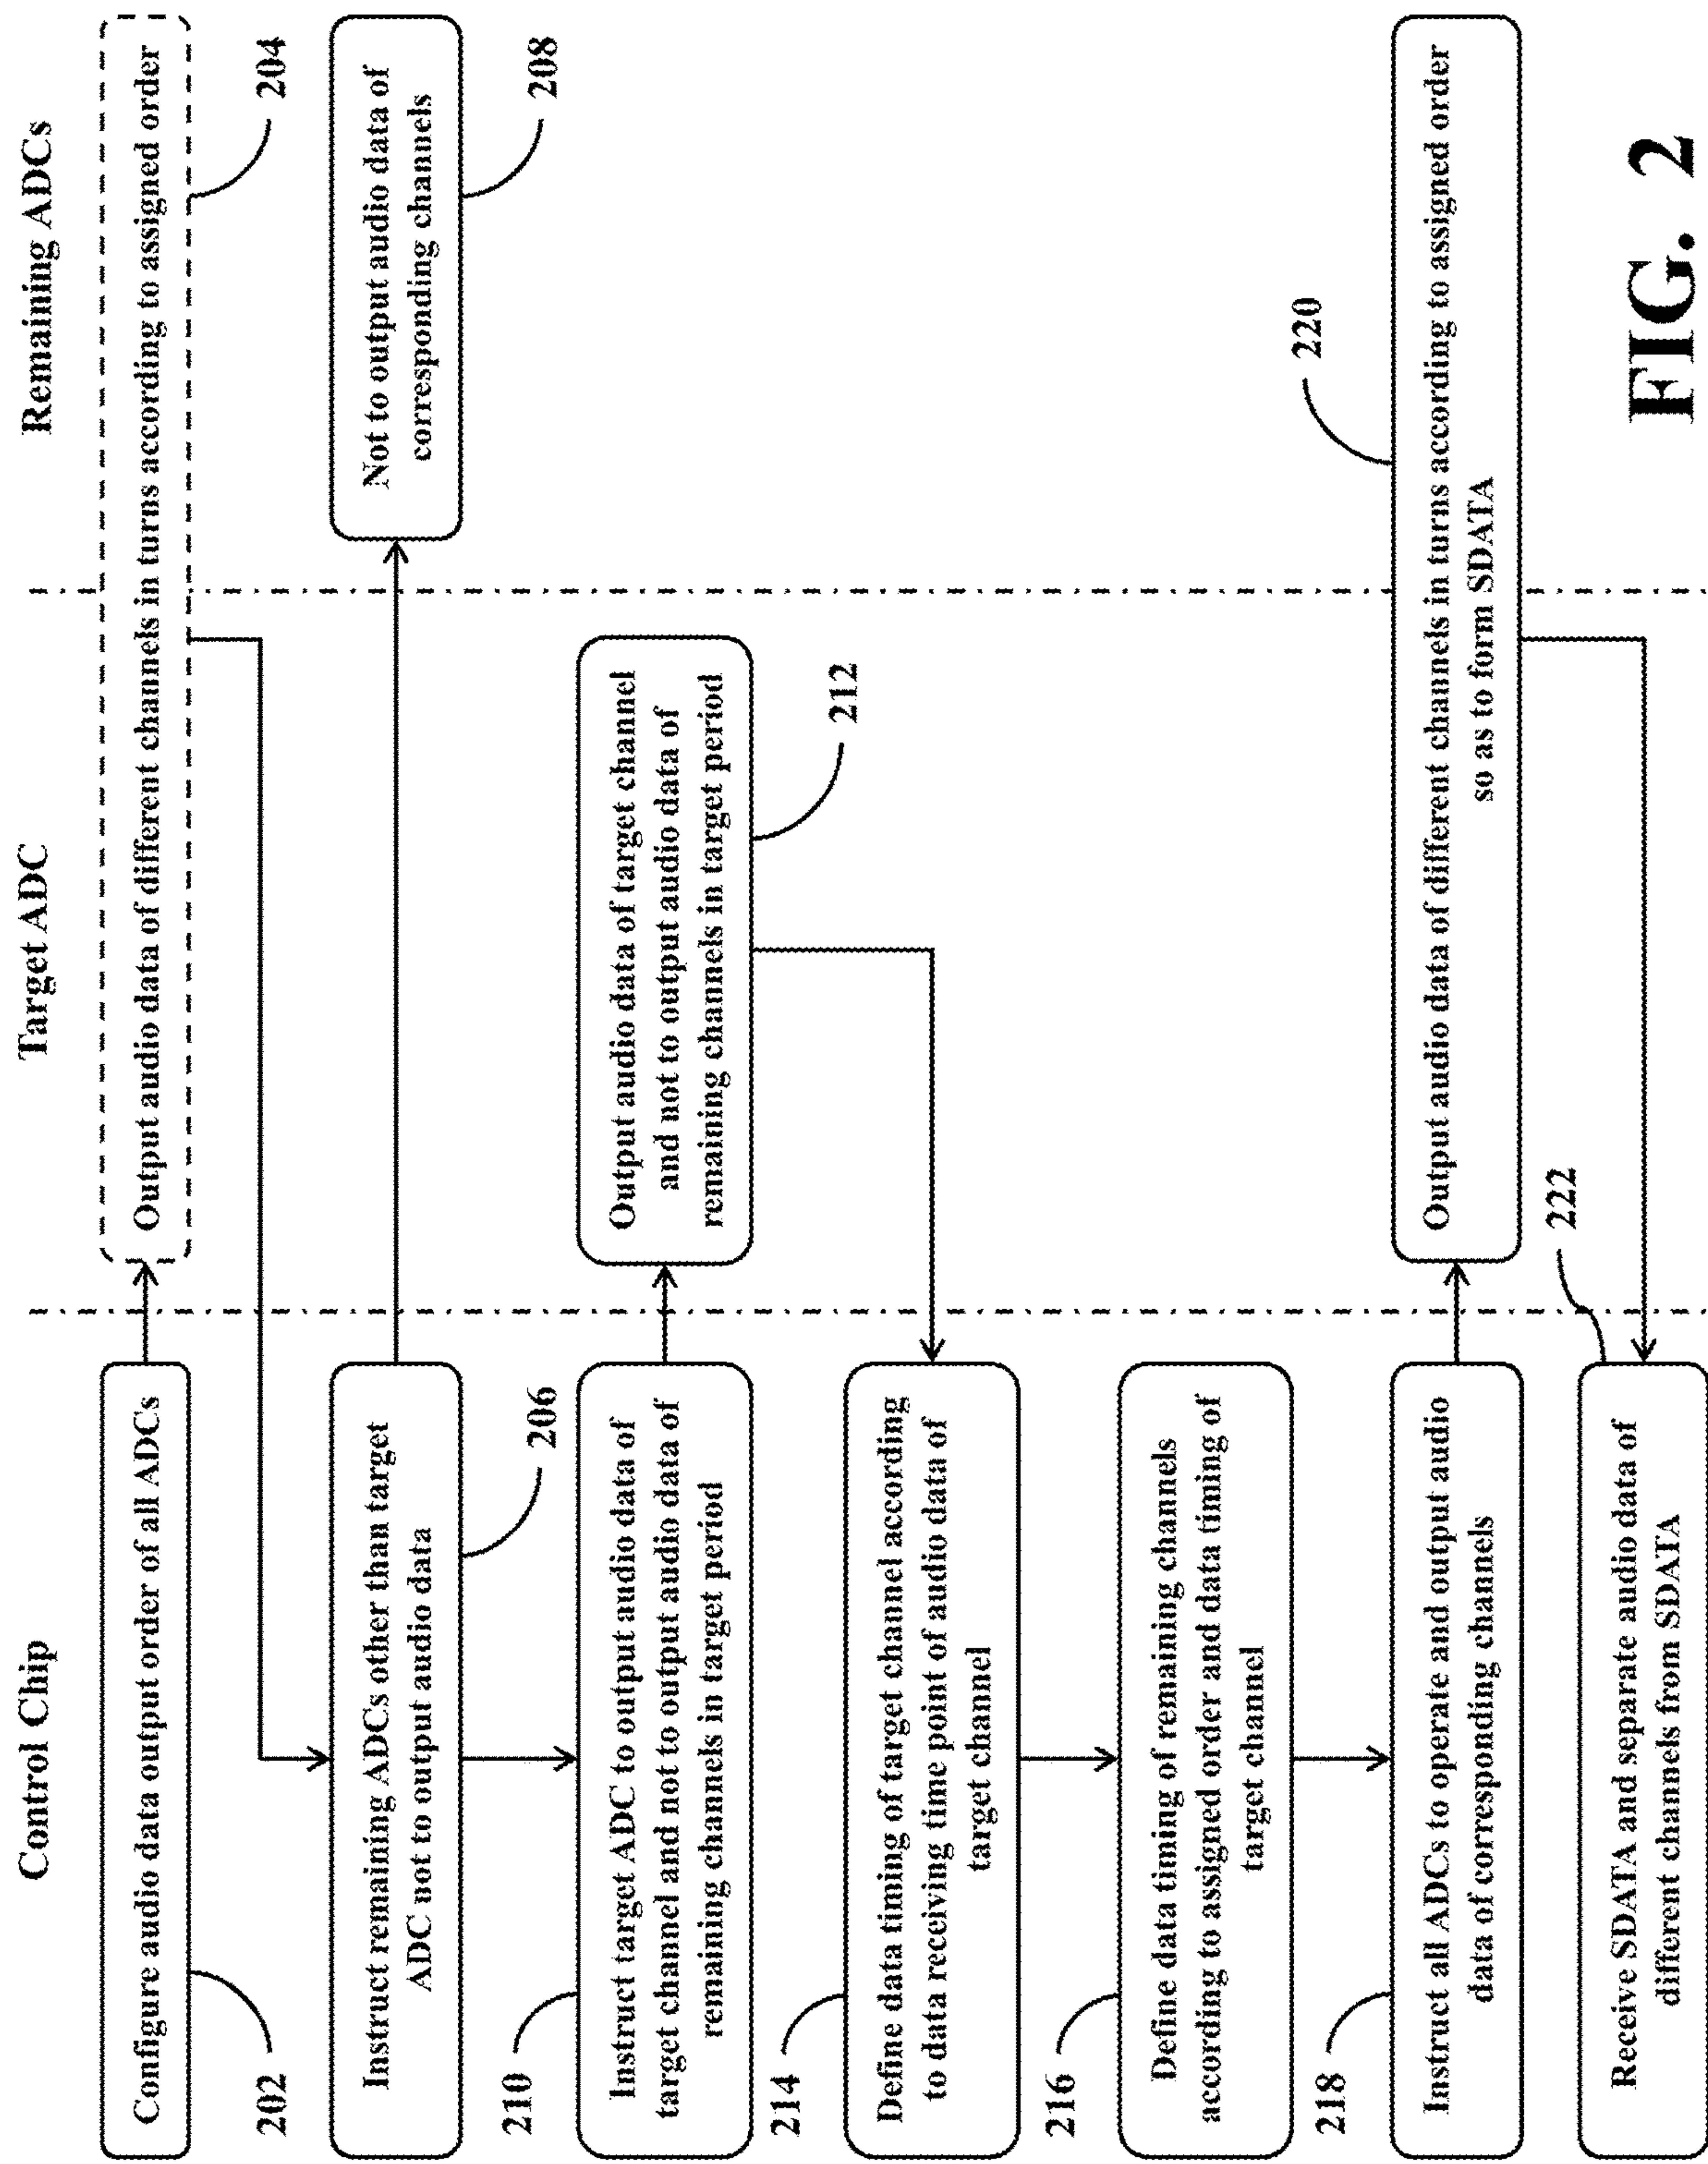 Control Chip
Target ADC
Remaining ADCs
Configure audio data output order of all ADCs
202
Output audio data of different channels in turns according to assigned order
204
Instruct remaining ADCs other than target
ADC not to output audio data
206
Not to output audio data of
corresponding channels
208
Instruct target ADC to output audio data of
target channel and not to output audio data of
remaining channels in target period
210
Output audio data of target channel
and not to output audio data of
remaining channels in target period
212
Define data timing of target channel according
to data receiving time point of audio data of
target channel
214
Define data timing of remaining channels
according to assigned order and data timing of
target channel
216
Instruct all ADCs to operate and output audio
data of corresponding channels
218
Output audio data of different channels in turns according to assigned order
so as to form SDATA
220
Receive SDATA and separate audio data of
different channels from SDATA
222
FIG. 2